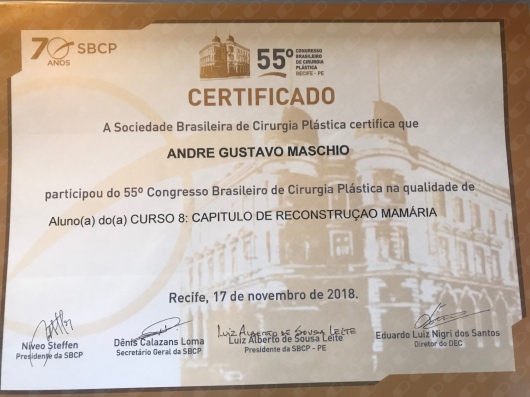 70 ANOS SBCP
55º CONGRESSO
BRASILEIRO
DE CIRURGIA
PLÁSTICA
RECIFE - PE
CERTIFICADO
A Sociedade Brasileira de Cirurgia Plástica certifica que
ANDRE GUSTAVO MASCHIO
participou do 55º Congresso Brasileiro de Cirurgia Plástica na qualidade de
Aluno(a) do(a) CURSO 8: CAPITULO DE RECONSTRUÇAO MAMÁRIA
Recife, 17 de novembro de 2018.
LUIZ ALBERTO DE SOUSA LEITE
Níveo Steffen
Presidente da SBCP
Dênis Calazans Loma
Secretário Geral da SBCP
Luiz Alberto de Sousa Leite
Presidente da SBCP - PE
Eduardo Luiz Nigri dos Santos
Diretor do DEC